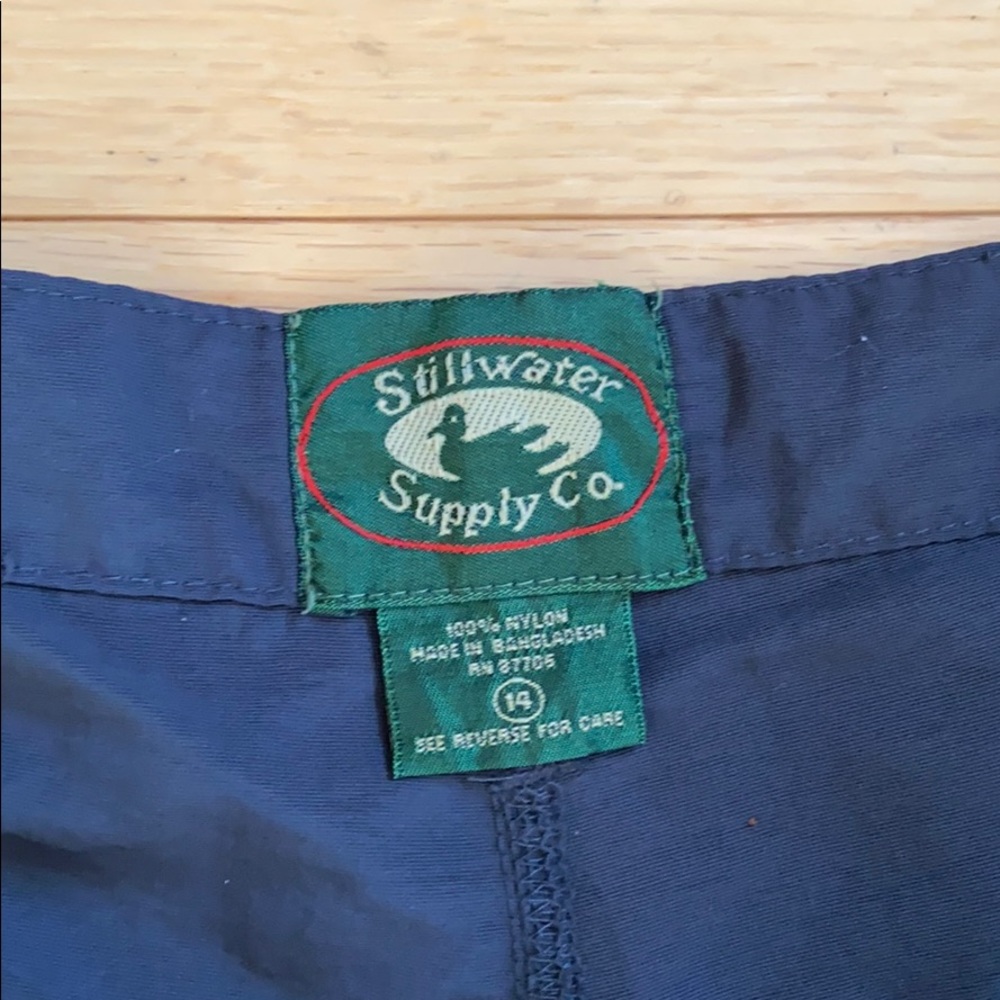 Stillwater
Supply Co.
100% NYLON
MADE IN BANGLADESH
RN 87705
14
SEE REVERSE FOR CARE